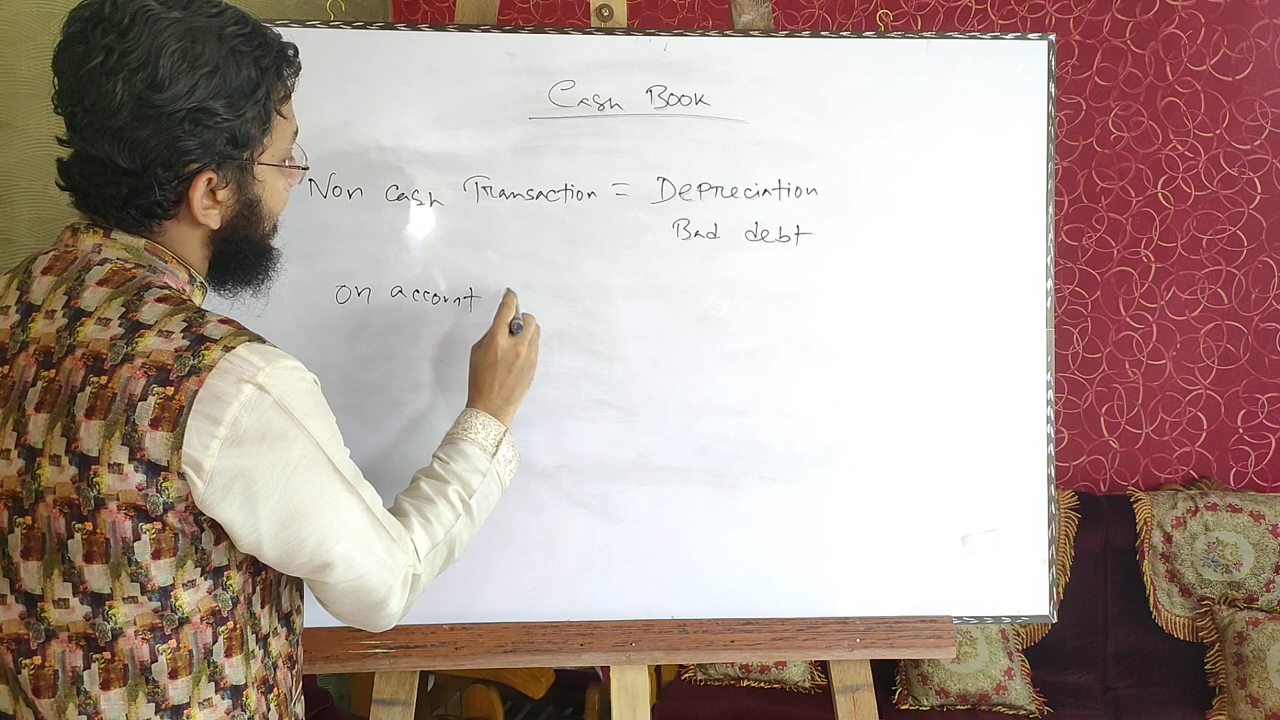 Cash Book
Non cash Transaction = Depreciation
Bad debt
on account